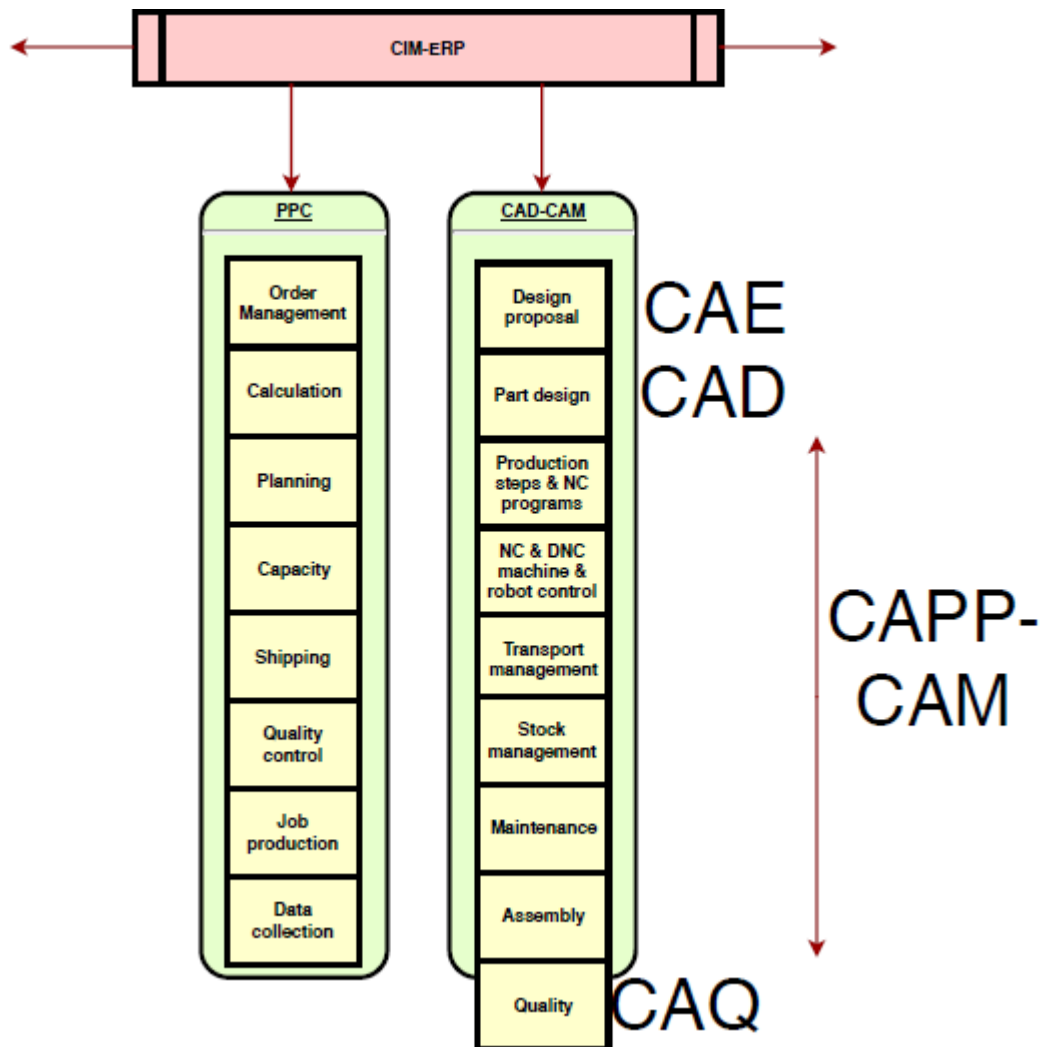 CIM-ERP
PPC
Order
Management
Calculation
Planning
Capacity
Shipping
Quality
control
Job
production
Data
collection
CAD-CAM
Design
proposal
Part design
Production
steps & NC
programs
NC & DNC
machine &
robot control
Transport
management
Stock
management
Maintenance
Assembly
Quality
CAE
CAD
CAPP-
CAM
CAQ